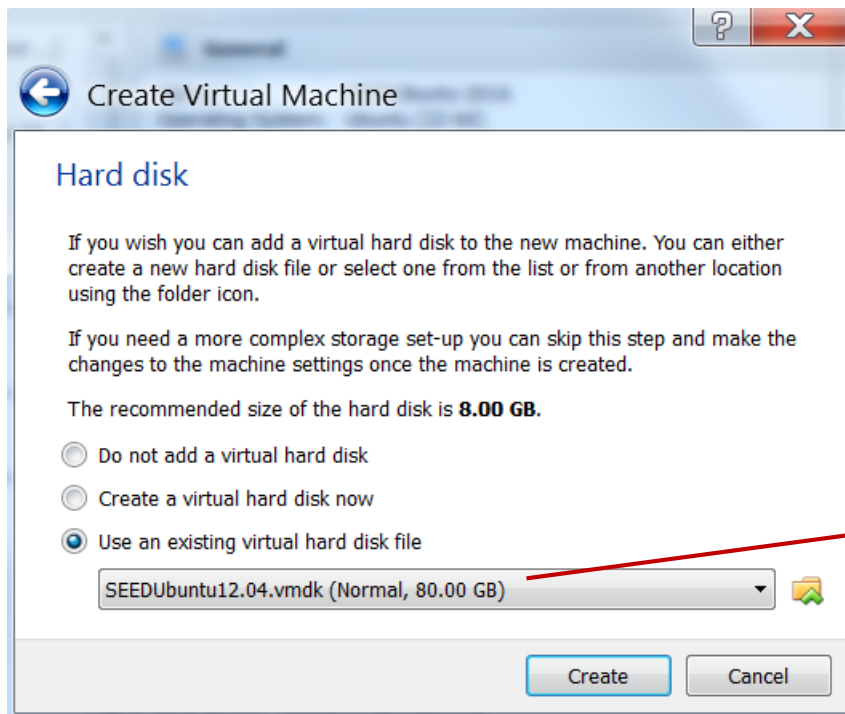 General
Create Virtual Machine
Hard disk
If you wish you can add a virtual hard disk to the new machine. You can either
create a new hard disk file or select one from the list or from another location
using the folder icon.
If you need a more complex storage set-up you can skip this step and make the
changes to the machine settings once the machine is created.
The recommended size of the hard disk is 8.00 GB.
Do not add a virtual hard disk
Create a virtual hard disk now
Use an existing virtual hard disk file
SEEDUbuntu12.04.vmdk (Normal, 80.00 GB)
Create
Cancel